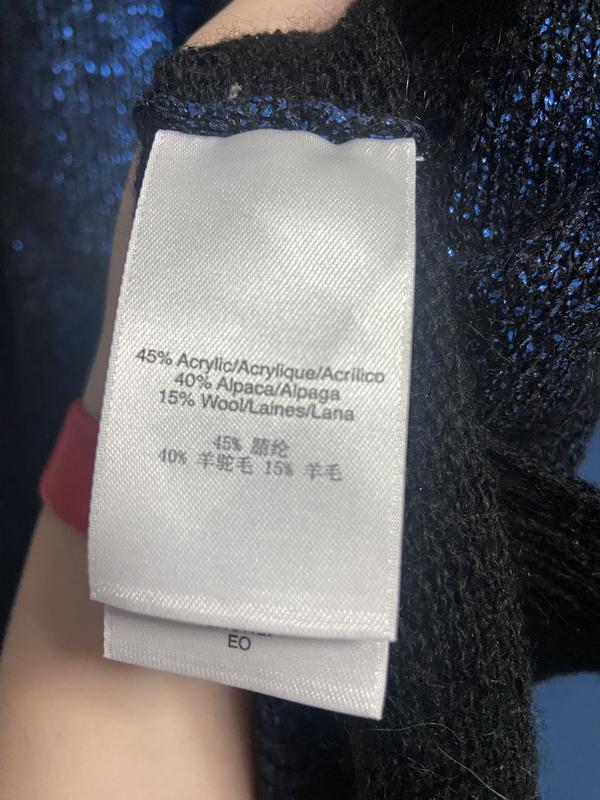 45% Acrylic/Acrylique/Acrilico
40% Alpaca/Alpaga
15% Wool/Laines/Lana
45% 腈纶
40% 羊驼毛 15% 羊毛
EO